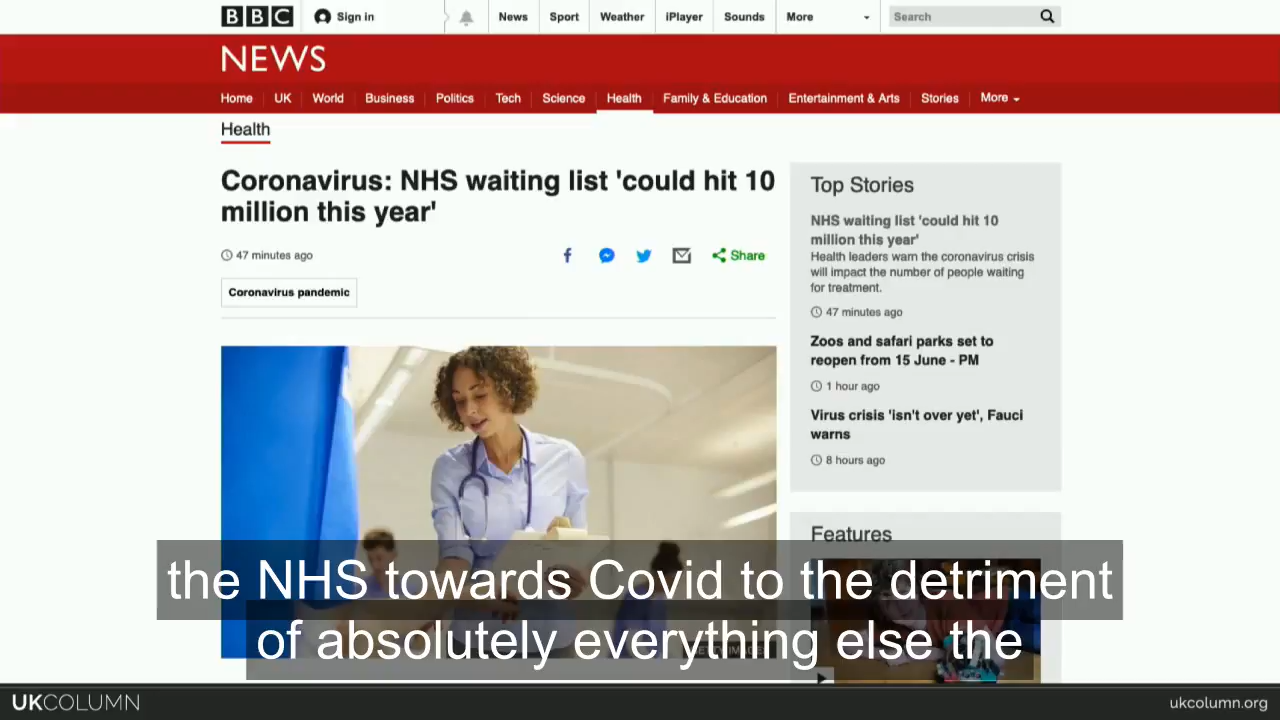 BBC
Sign in
News
Sport
Weather
iPlayer
Sounds
More
Search
NEWS
Home
UK
World
Business
Politics
Tech
Science
Health
Family & Education
Entertainment & Arts
Stories
More
Health
Coronavirus: NHS waiting list 'could hit 10
million this year'
47 minutes ago
Share
Coronavirus pandemic
Top Stories
NHS waiting list 'could hit 10
million this year'
Health leaders warn the coronavirus crisis
will impact the number of people waiting
for treatment.
47 minutes ago
Zoos and safari parks set to
reopen from 15 June - PM
1 hour ago
Virus crisis 'isn't over yet', Fauci
warns
8 hours ago
Features
the NHS towards Covid to the detriment
of absolutely everything else the
UKCOLUMN
ukcolumn.org